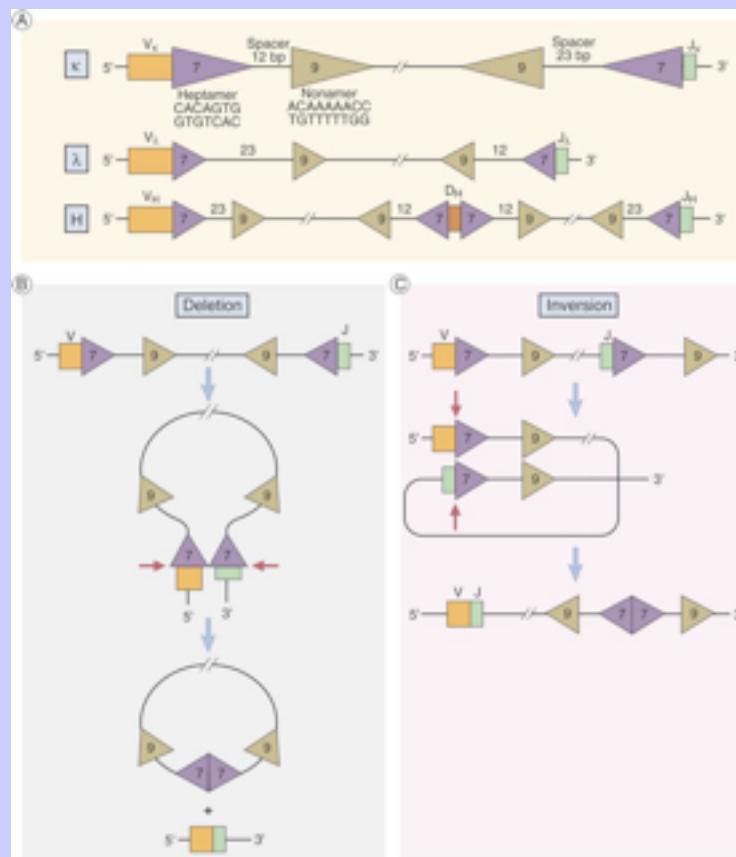 A
Vκ
Spacer
12 bp
Spacer
23 bp
Jκ
κ
5′
7
9
9
7
3′
Heptamer
CACAGTG
GTGTCAC
Nonamer
ACAAAAACC
TGTTTTTGG
Vλ
Jλ
λ
5′
7
23
9
9
12
7
3′
VH
DH
JH
H
5′
7
23
9
9
12
7
7
12
9
9
23
7
3′
B
Deletion
V
J
5′
7
9
9
7
3′
9
9
7
7
5′
3′
9
9
7
7
+
5′
3′
C
Inversion
V
J
5′
7
9
7
9
3′
5′
7
9
7
9
3′
V
J
5′
9
7
7
9
3′